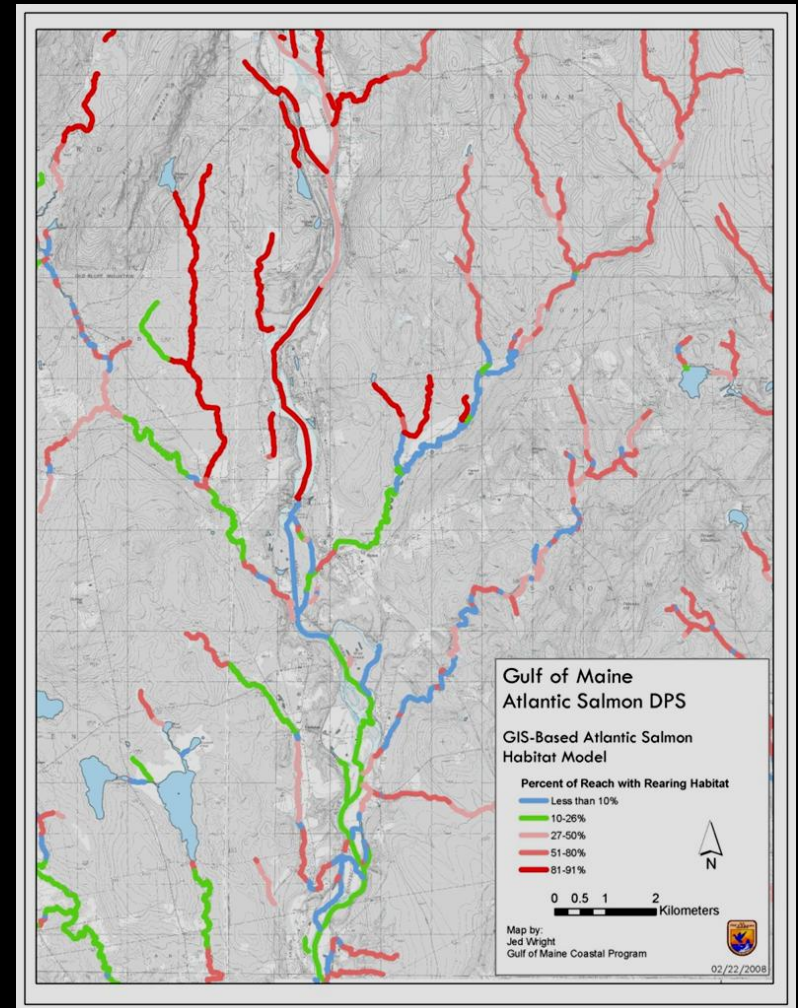 BINGHAM
SOLON
Gulf of Maine
Atlantic Salmon DPS
GIS-Based Atlantic Salmon
Habitat Model
Percent of Reach with Rearing Habitat
Less than 10%
10-26%
27-50%
51-80%
81-91%
N
0 0.5 1 2
Kilometers
Map by:
Jed Wright
Gulf of Maine Coastal Program
02/22/2008